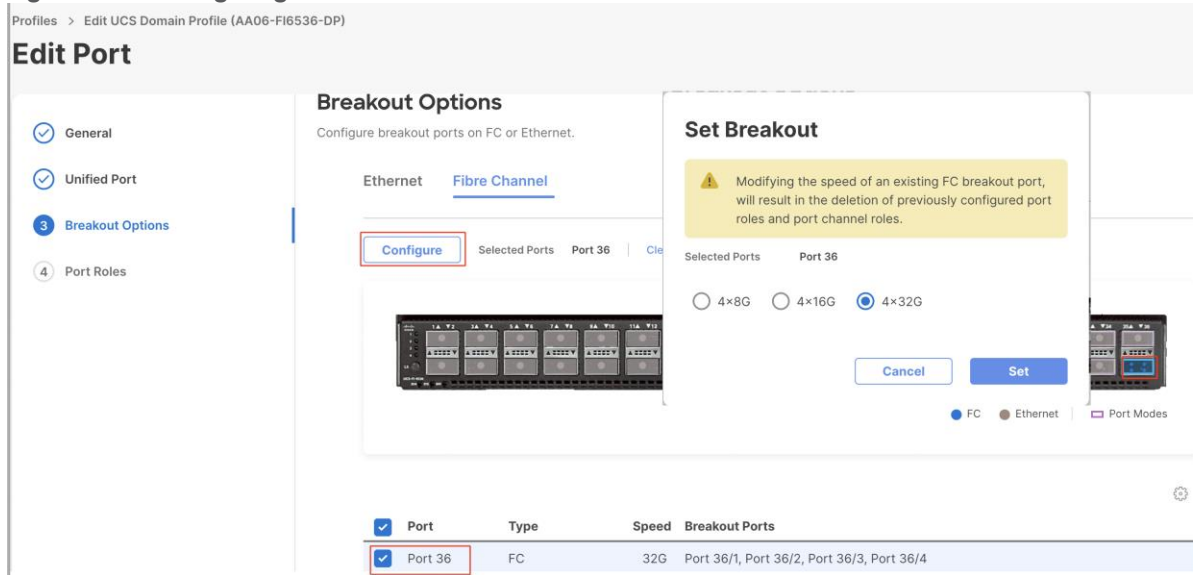 Profiles > Edit UCS Domain Profile (AA06-FI6536-DP)
Edit Port
General
Unified Port
3 Breakout Options
4 Port Roles
Breakout Options
Configure breakout ports on FC or Ethernet.
Ethernet Fibre Channel
Configure Selected Ports Port 36 Cle
Set Breakout
Modifying the speed of an existing FC breakout port,
will result in the deletion of previously configured port
roles and port channel roles.
Selected Ports Port 36
4×8G 4×16G 4×32G
Cancel Set
FC Ethernet Port Modes
Port Type Speed Breakout Ports
Port 36 FC 32G Port 36/1, Port 36/2, Port 36/3, Port 36/4